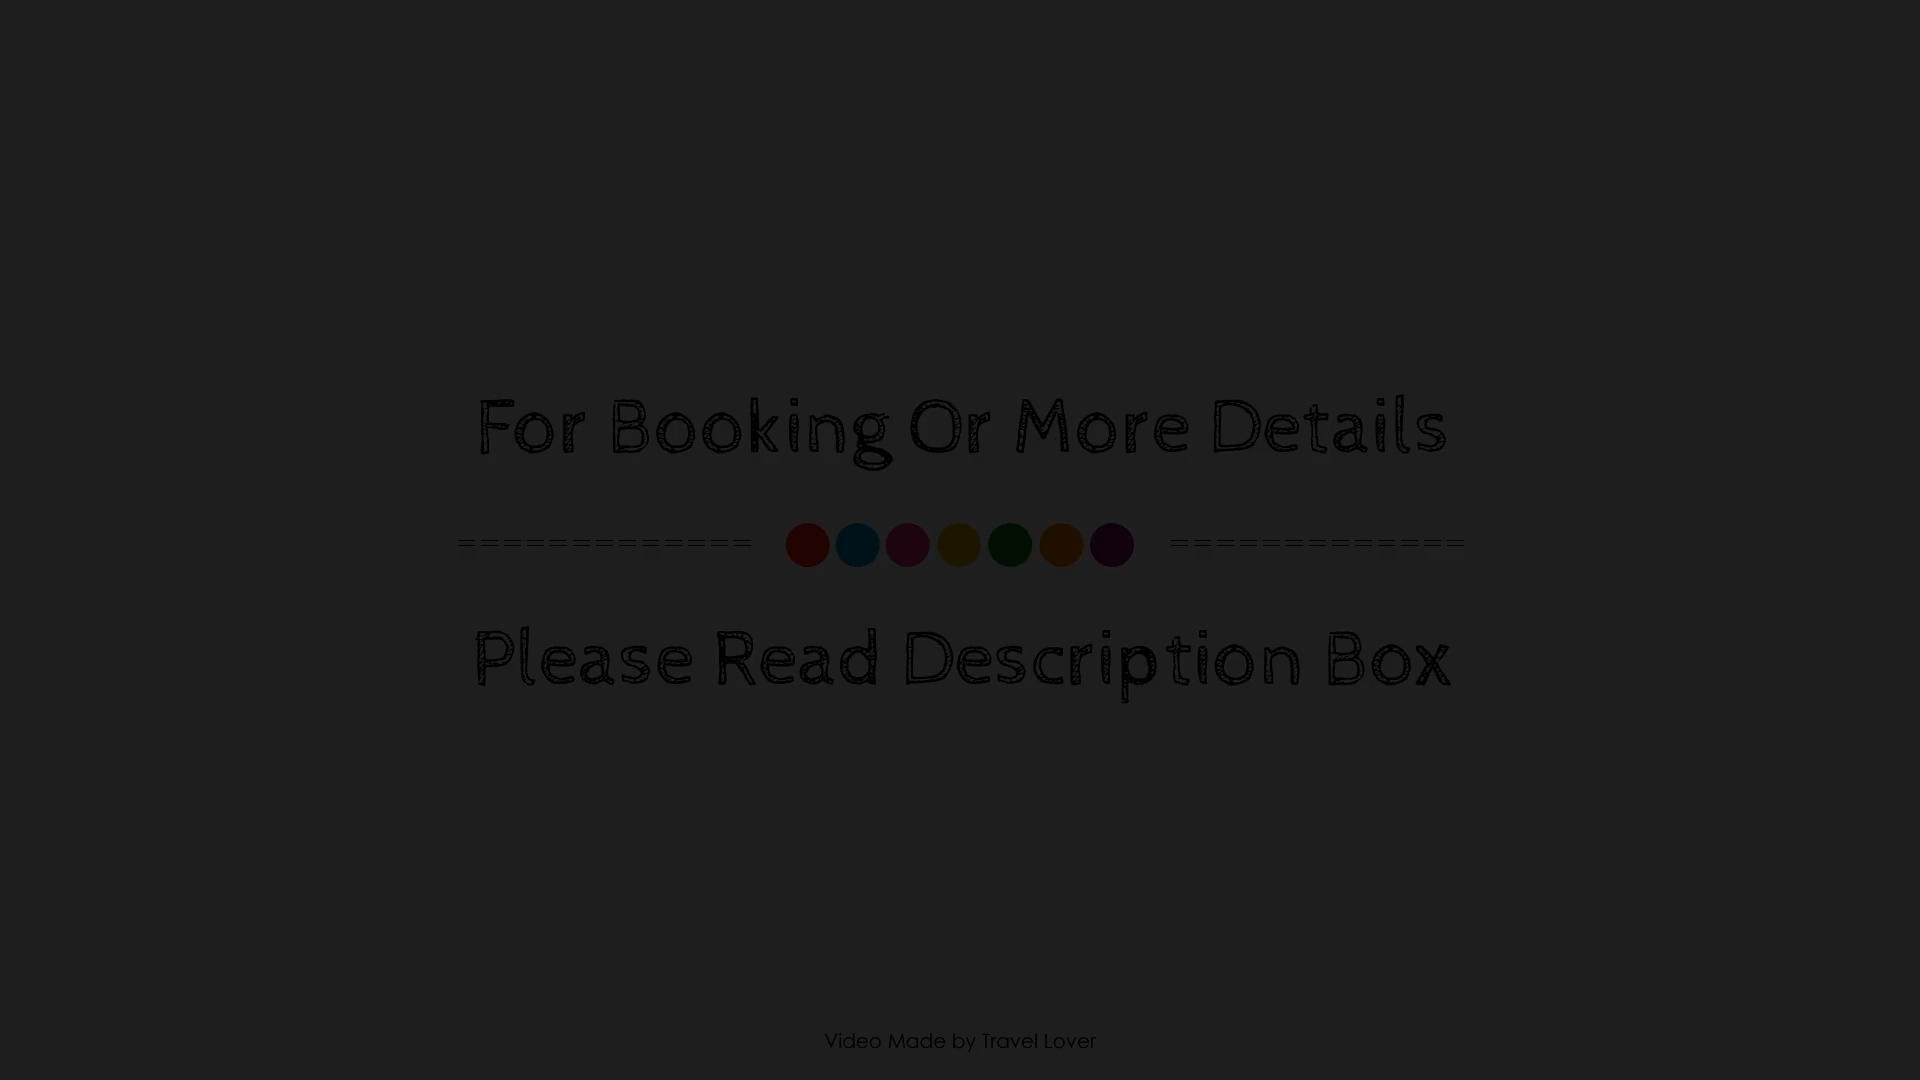 For Booking Or More Details
============= =============
Please Read Description Box
Video Made by Travel Lover